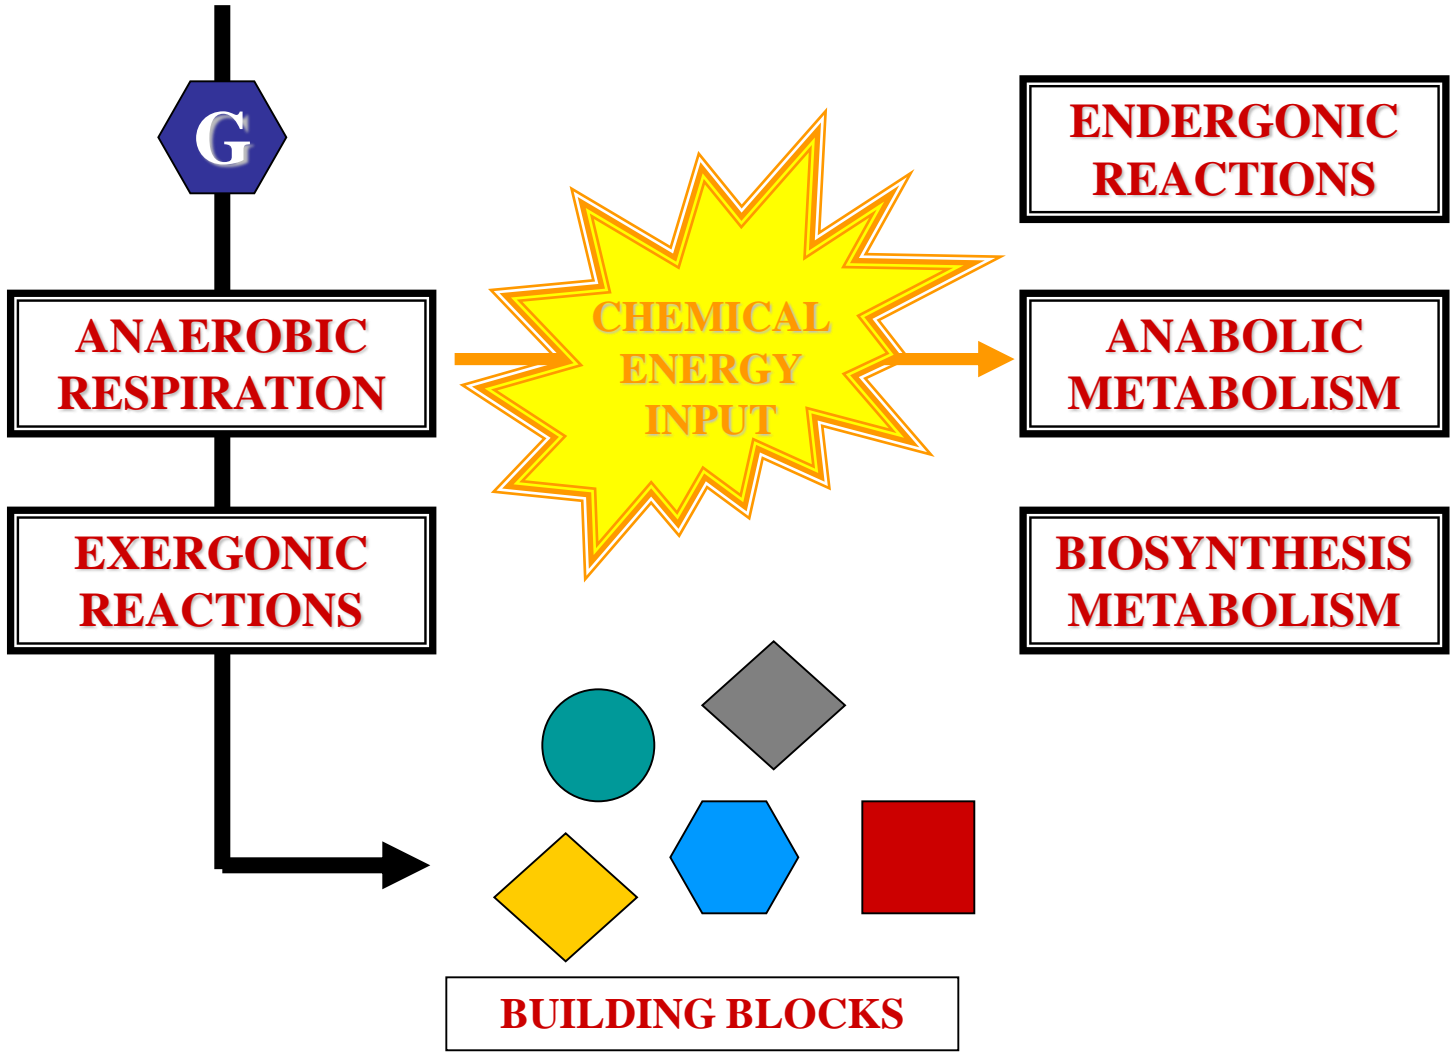 G
ANAEROBIC
RESPIRATION
EXERGONIC
REACTIONS
CHEMICAL
ENERGY
INPUT
ENDERGONIC
REACTIONS
ANABOLIC
METABOLISM
BIOSYNTHESIS
METABOLISM
BUILDING BLOCKS